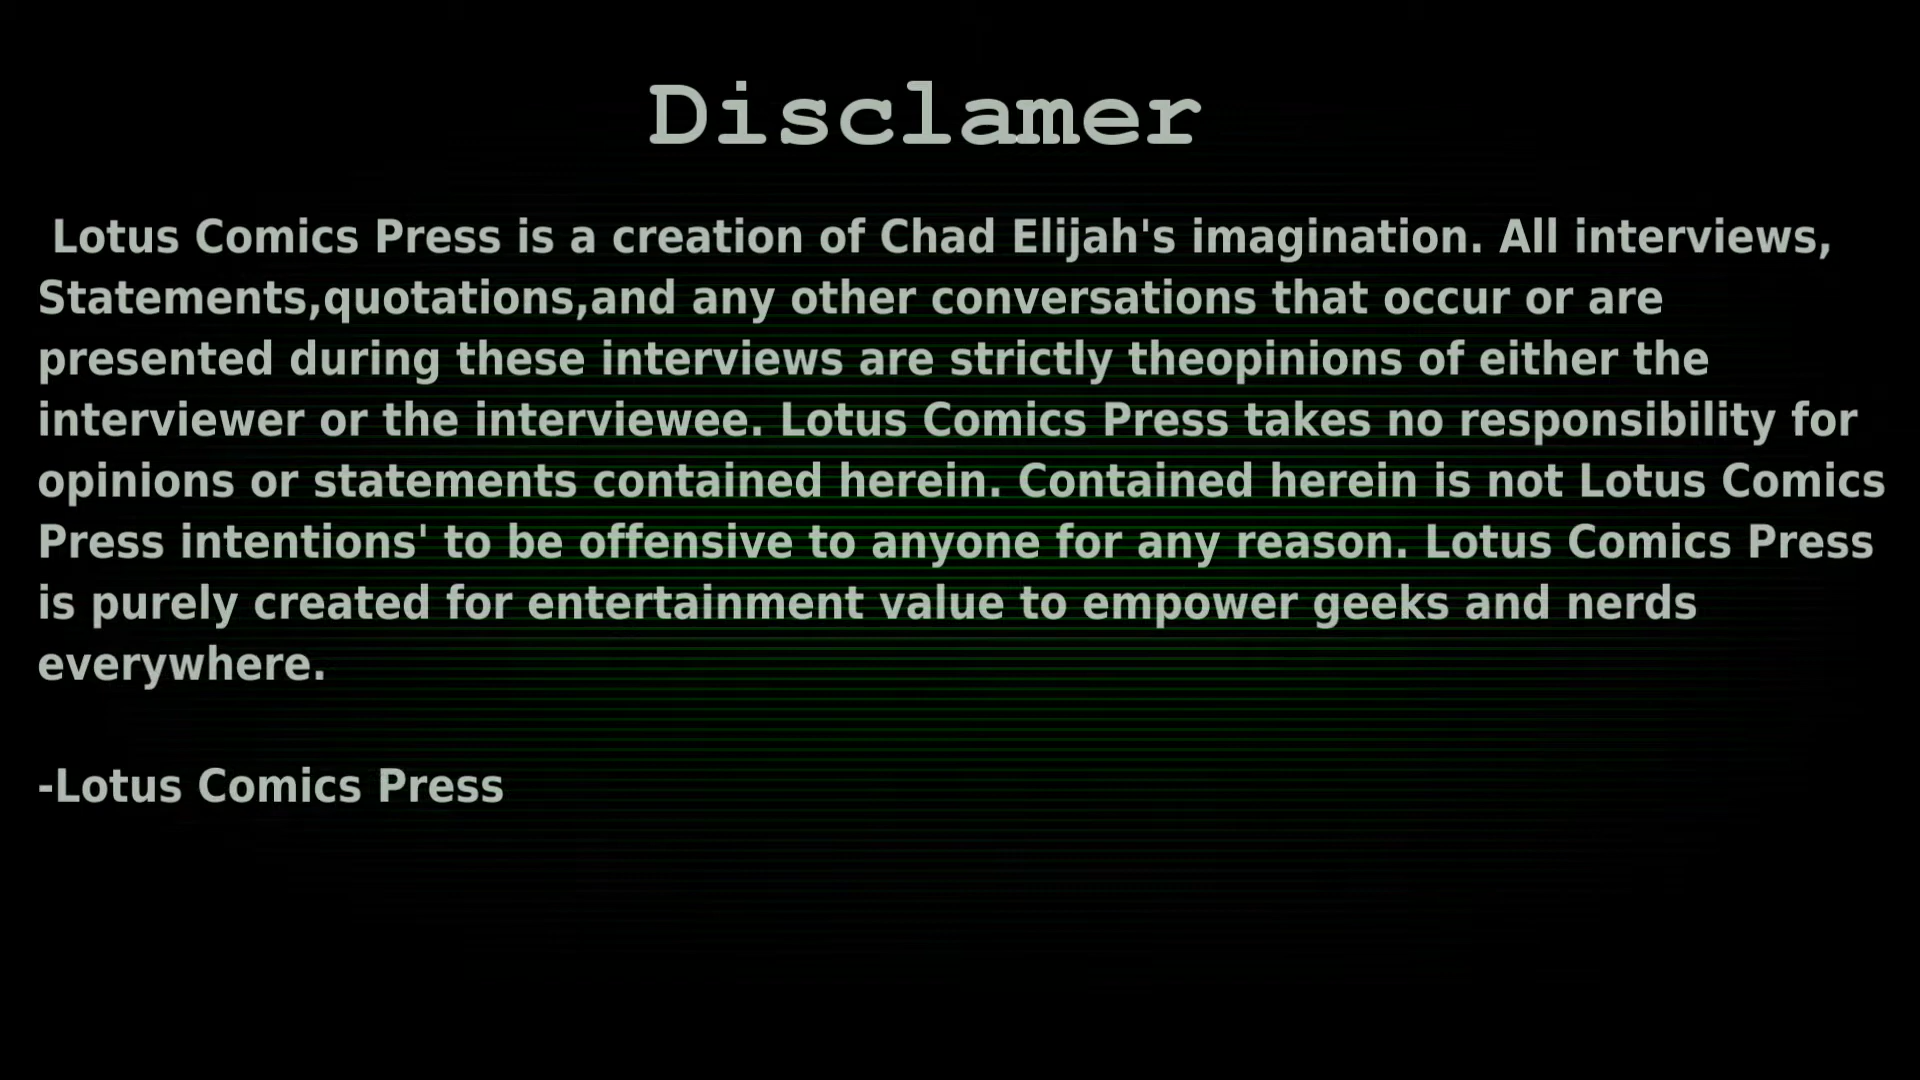 Disclamer
Lotus Comics Press is a creation of Chad Elijah's imagination. All interviews,
Statements,quotations,and any other conversations that occur or are
presented during these interviews are strictly theopinions of either the
interviewer or the interviewee. Lotus Comics Press takes no responsibility for
opinions or statements contained herein. Contained herein is not Lotus Comics
Press intentions' to be offensive to anyone for any reason. Lotus Comics Press
is purely created for entertainment value to empower geeks and nerds
everywhere.
-Lotus Comics Press